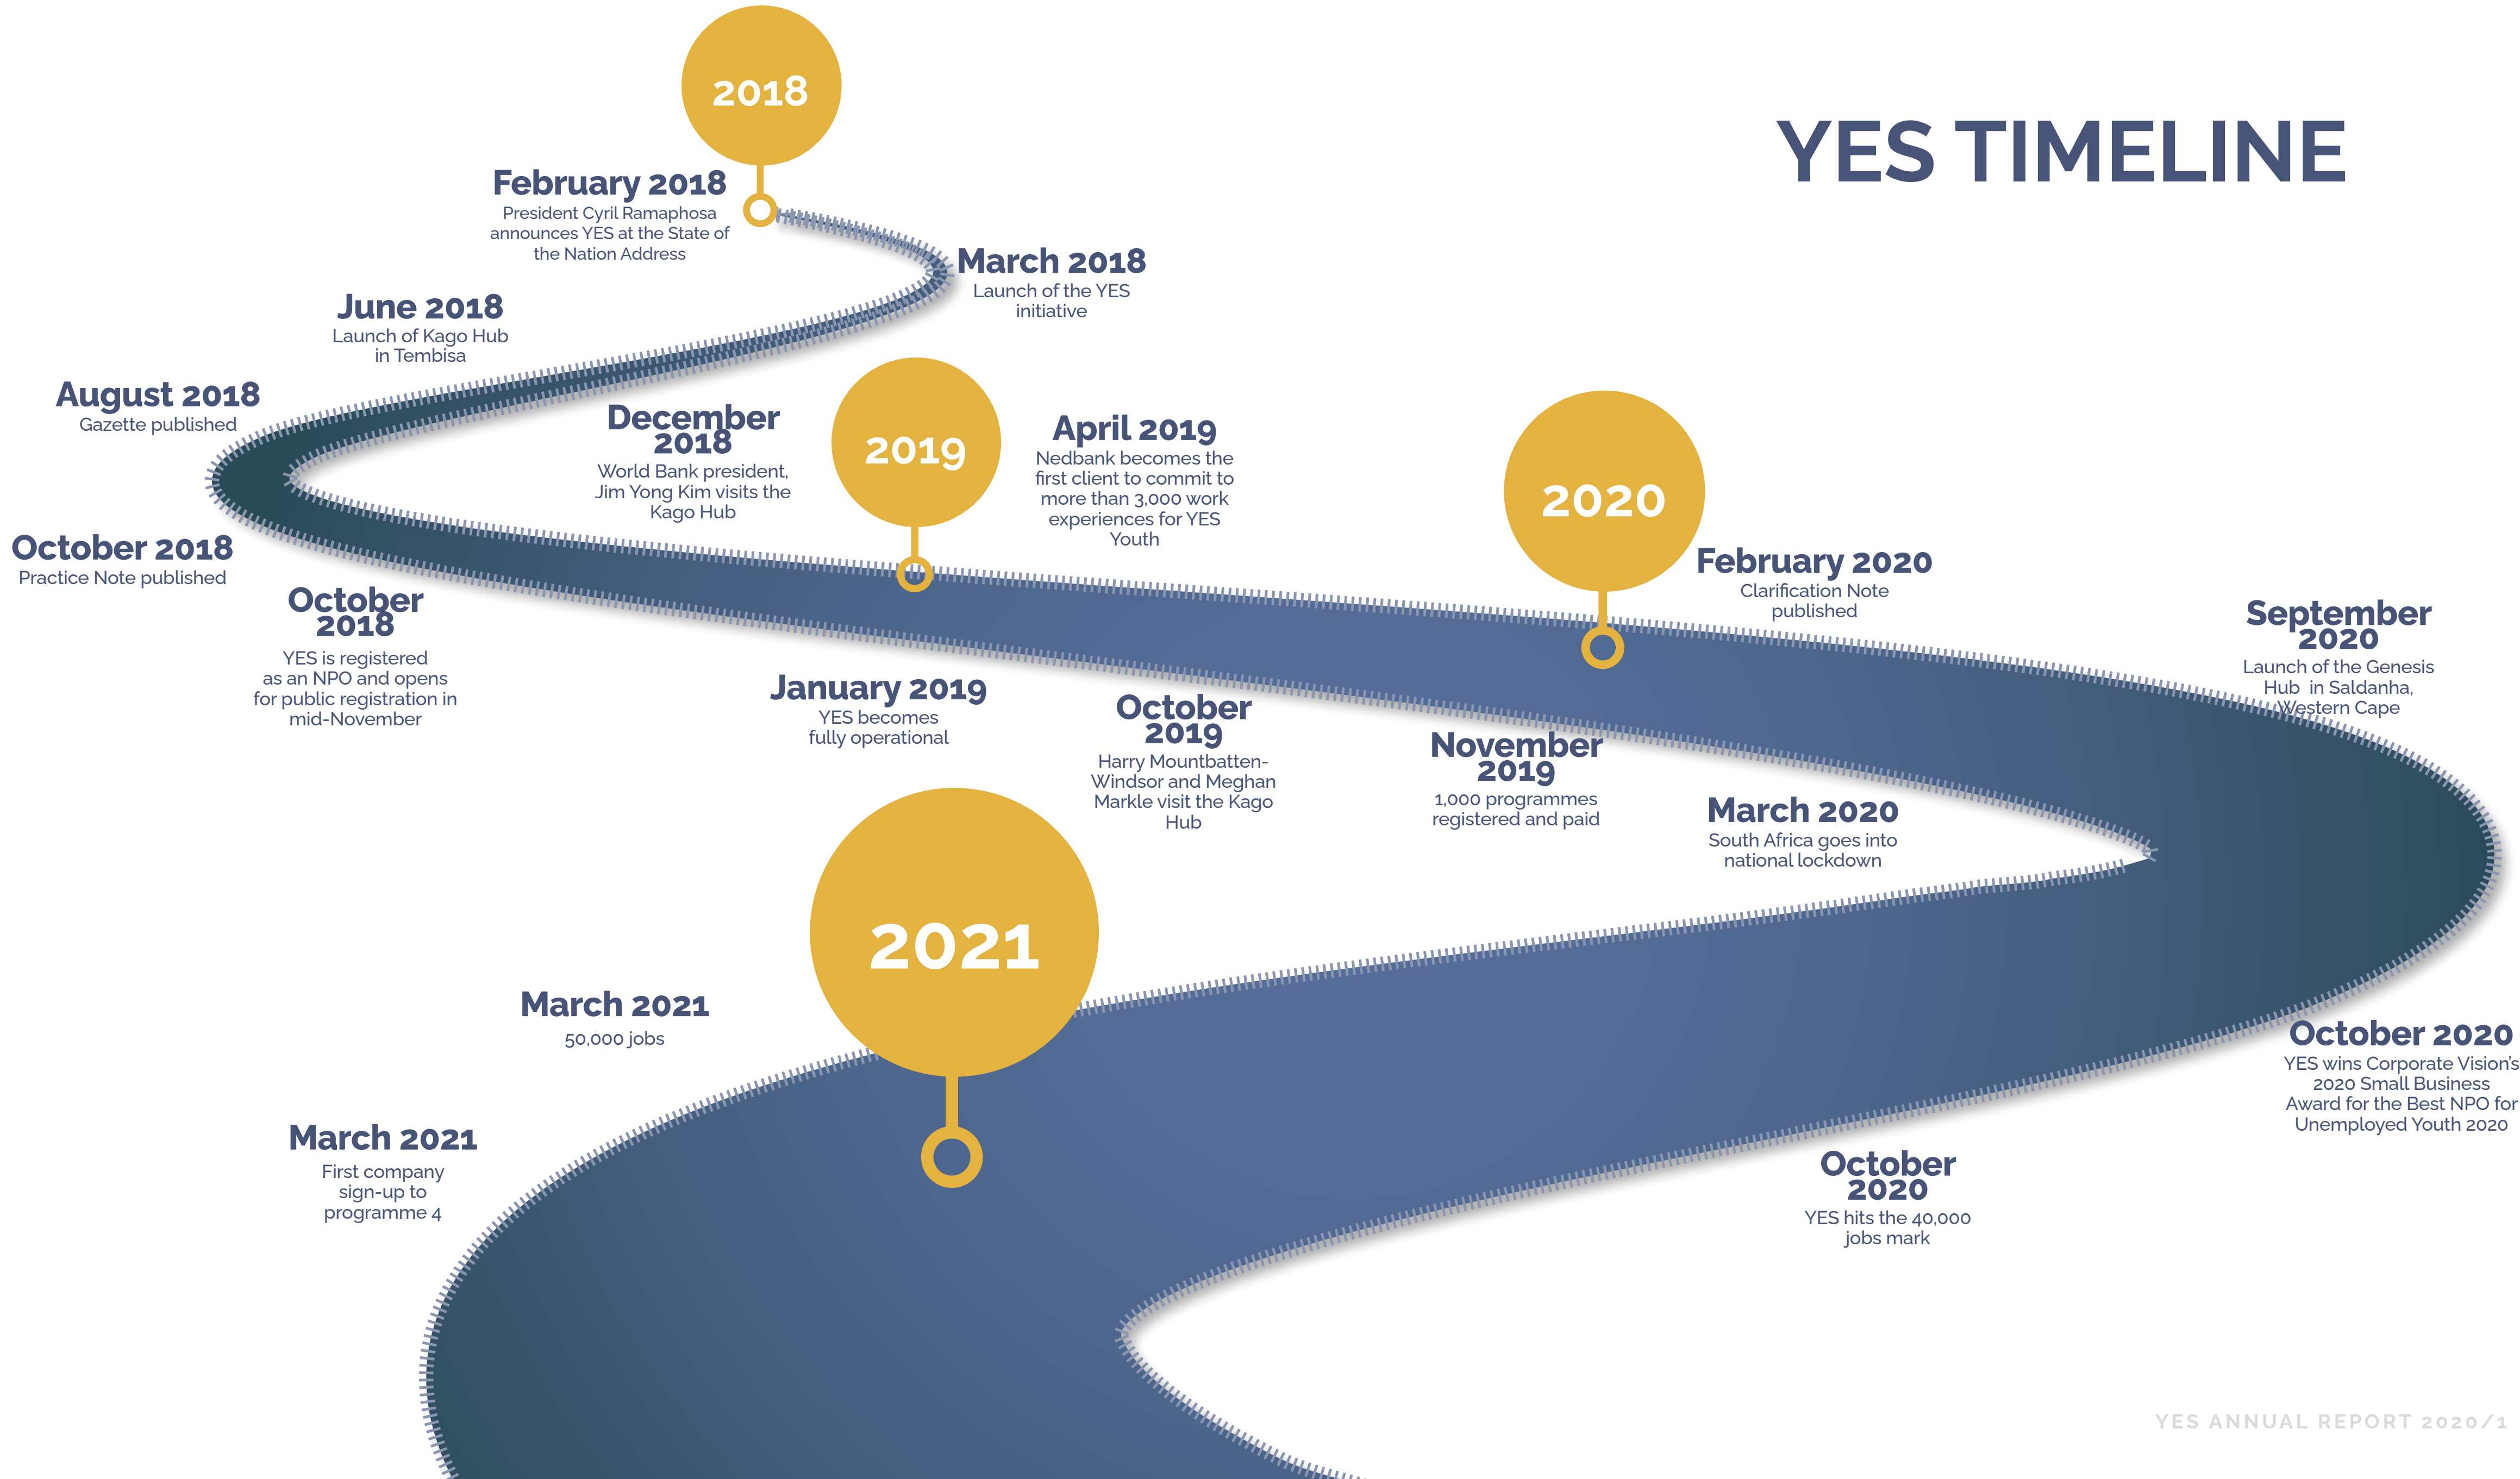 YES TIMELINE
2018
February 2018
President Cyril Ramaphosa
announces YES at the State of
the Nation Address
March 2018
Launch of the YES
initiative
June 2018
Launch of Kago Hub
in Tembisa
August 2018
Gazette published
October 2018
Practice Note published
October
2018
YES is registered
as an NPO and opens
for public registration in
mid-November
December
2018
World Bank president,
Jim Yong Kim visits the
Kago Hub
2019
January 2019
YES becomes
fully operational
April 2019
Nedbank becomes the
first client to commit to
more than 3,000 work
experiences for YES
Youth
October
2019
Harry Mountbatten-
Windsor and Meghan
Markle visit the Kago
Hub
November
2019
1,000 programmes
registered and paid
2020
February 2020
Clarification Note
published
March 2020
South Africa goes into
national lockdown
September
2020
Launch of the Genesis
Hub in Saldanha,
Western Cape
October 2020
YES wins Corporate Vision's
2020 Small Business
Award for the Best NPO for
Unemployed Youth 2020
October
2020
YES hits the 40,000
jobs mark
2021
March 2021
50,000 jobs
March 2021
First company
sign-up to
programme 4
YES ANNUAL REPORT 2020/1